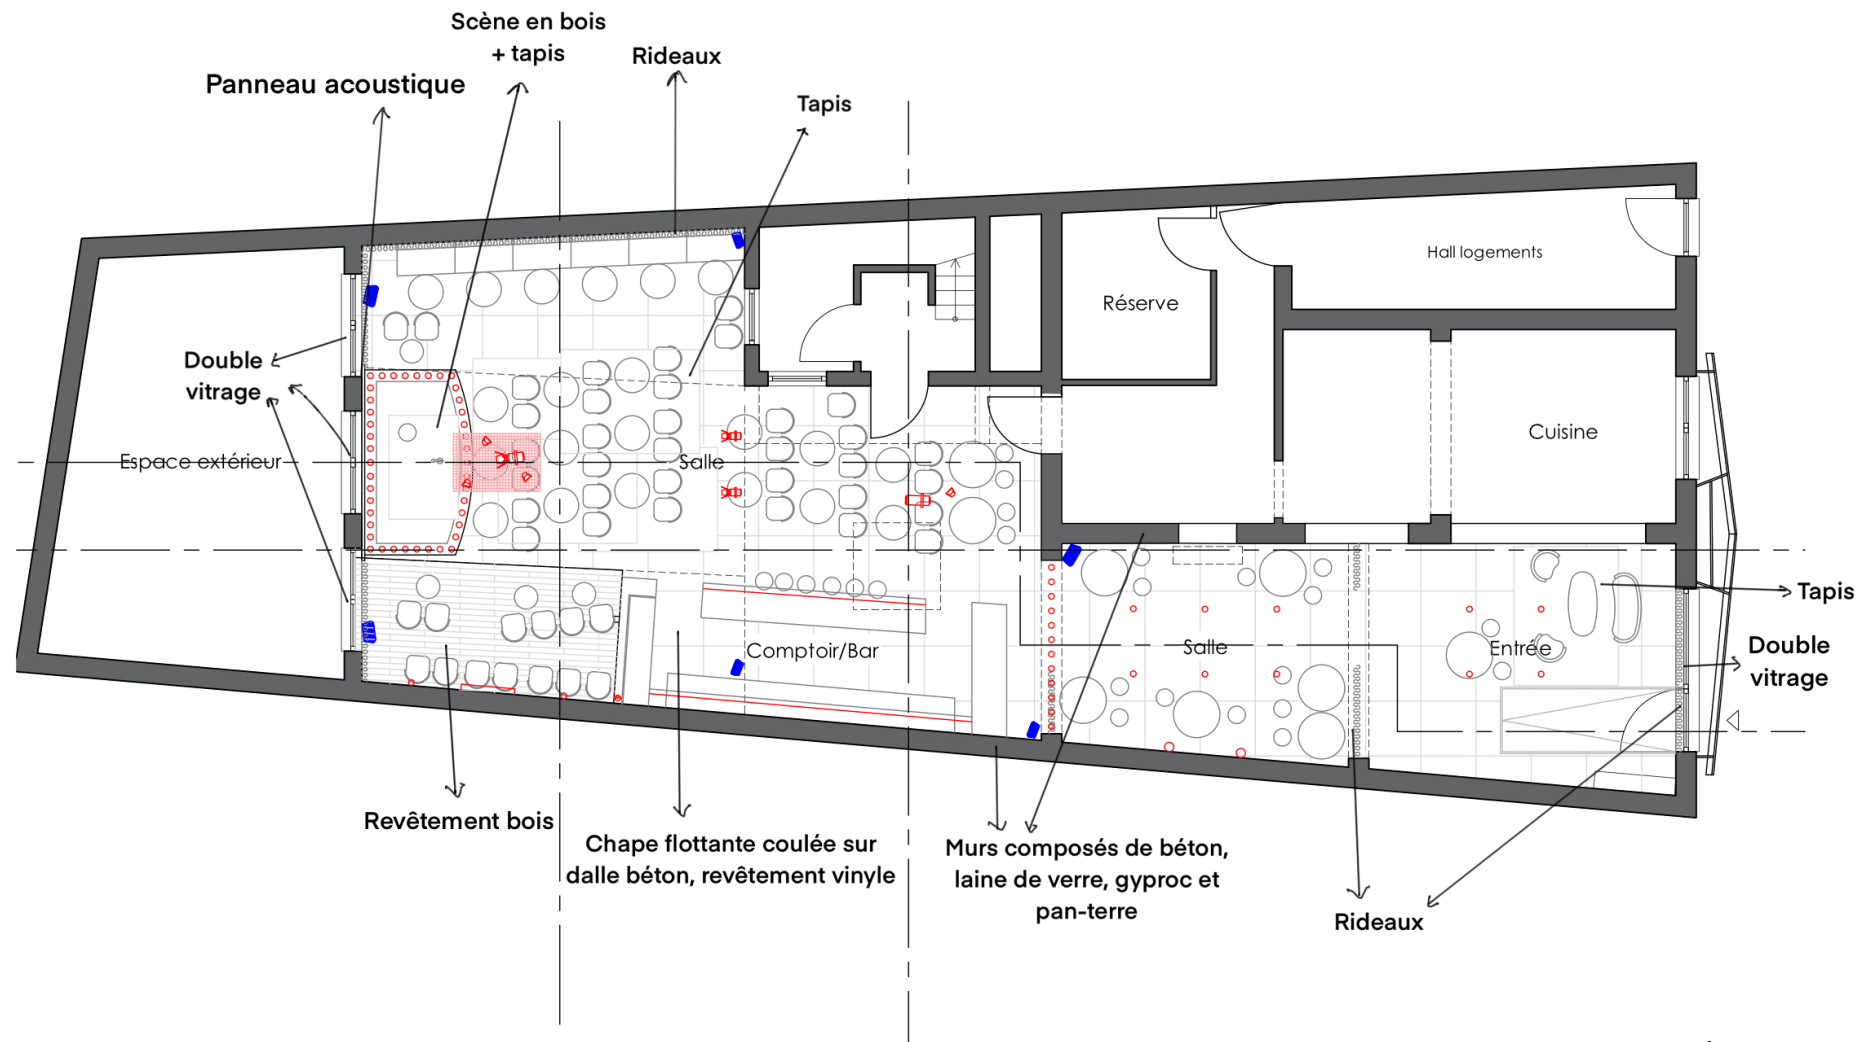 Scène en bois
+ tapis
Rideaux
Panneau acoustique
Tapis
Hall logements
Réserve
Double
vitrage
Cuisine
Espace extérieur
Salle
Tapis
Comptoir/Bar
Salle
Entrée
Double
vitrage
Revêtement bois
Chape flottante coulée sur
dalle béton, revêtement vinyle
Murs composés de béton,
laine de verre, gyproc et
pan-terre
Rideaux